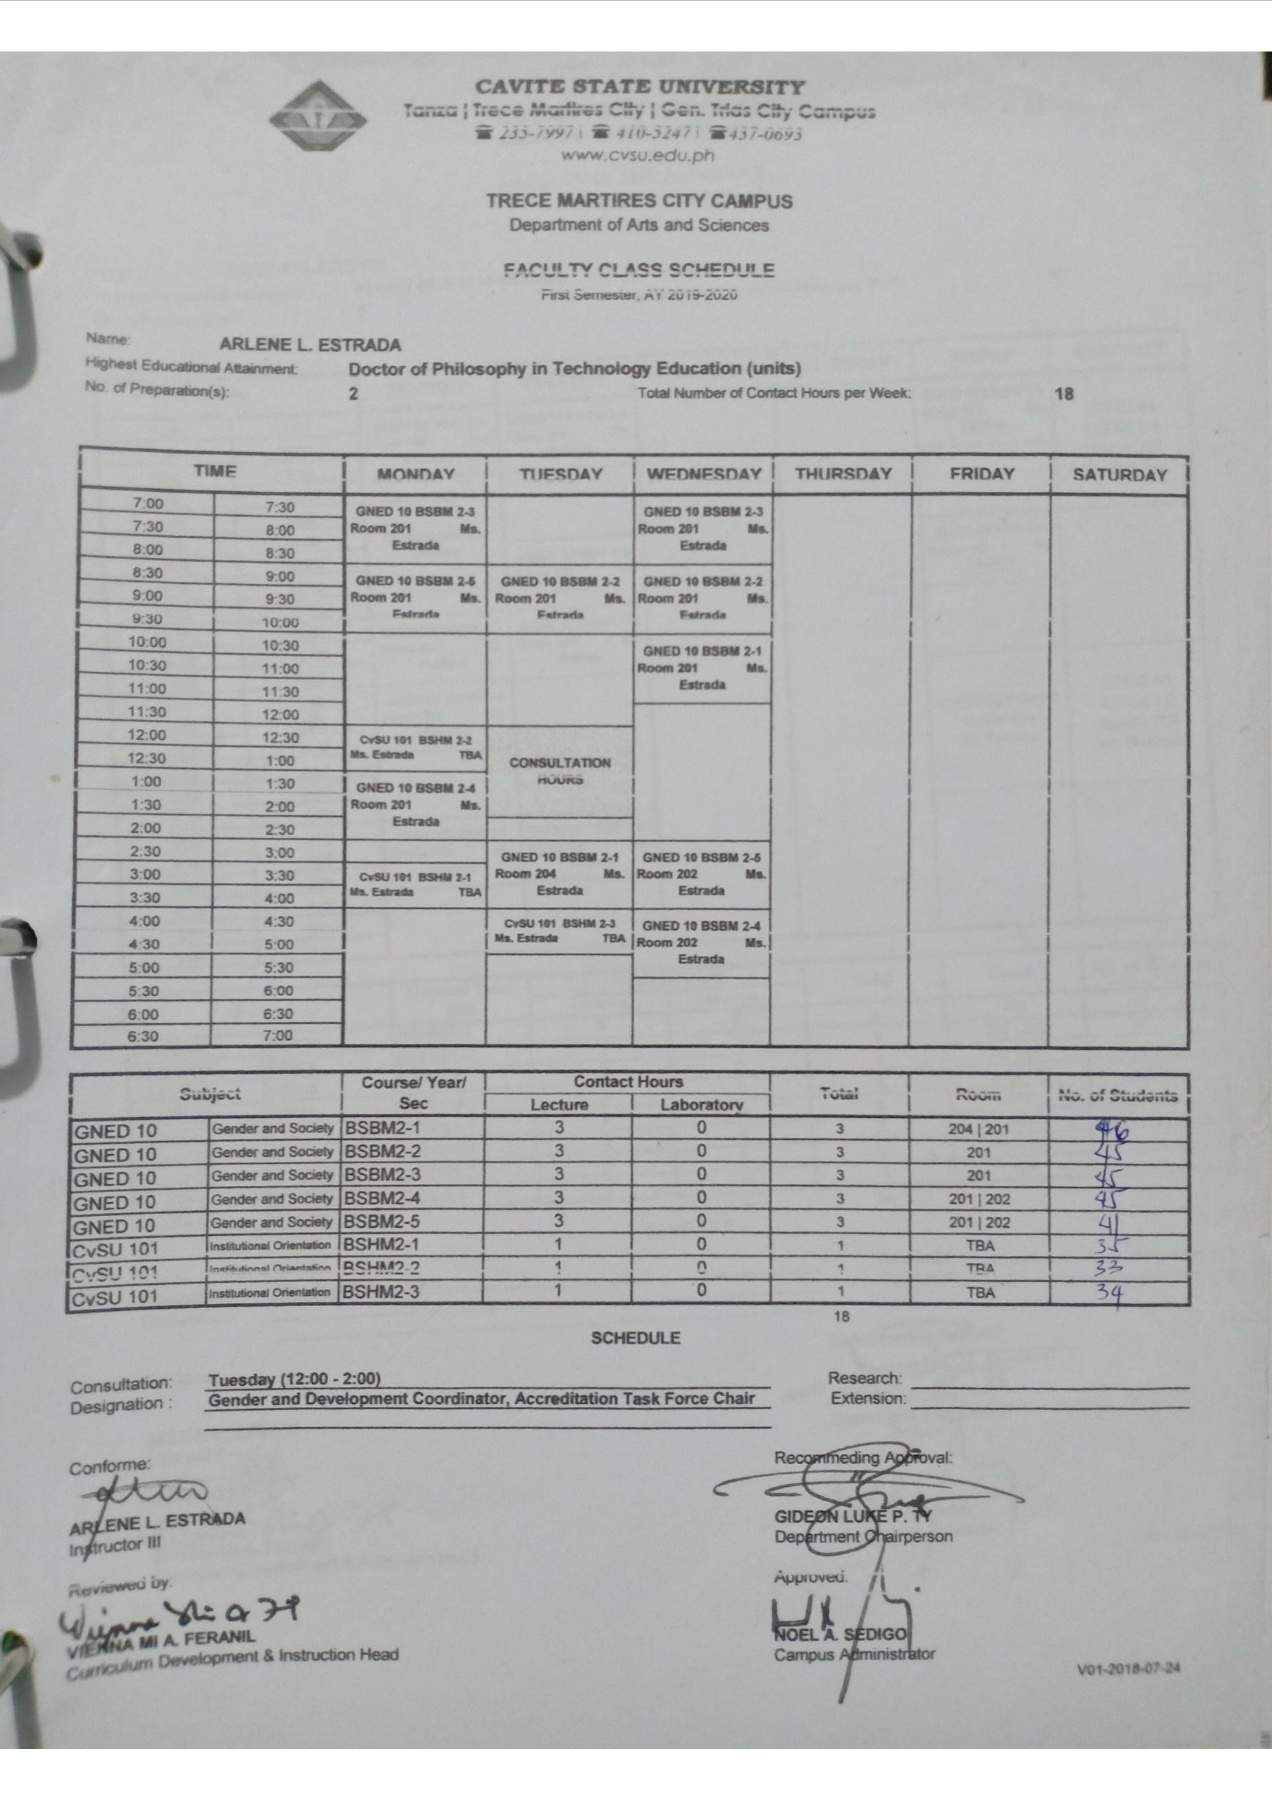 CAVITE STATE UNIVERSITY
Tanza | Trece Martires City | Gen. Trias City Campus
☎ 235-7997 | ☎ 410-5247 | ☎ 437-0693
www.cvsu.edu.ph
TRECE MARTIRES CITY CAMPUS
Department of Arts and Sciences
FACULTY CLASS SCHEDULE
First Semester, AY 2019-2020
Name: ARLENE L. ESTRADA
Highest Educational Attainment: Doctor of Philosophy in Technology Education (units)
No. of Preparation(s): 2 Total Number of Contact Hours per Week: 18
TIME MONDAY TUESDAY WEDNESDAY THURSDAY FRIDAY SATURDAY
7:00 7:30 GNED 10 BSBM 2-3 GNED 10 BSBM 2-3
7:30 8:00 Room 201 Ms. Room 201 Ms.
8:00 8:30 Estrada Estrada
8:30 9:00 GNED 10 BSBM 2-5 GNED 10 BSBM 2-2 GNED 10 BSBM 2-2
9:00 9:30 Room 201 Ms. Room 201 Ms. Room 201 Ms.
9:30 10:00 Estrada Estrada Estrada
10:00 10:30 GNED 10 BSBM 2-1
10:30 11:00 Room 201 Ms.
11:00 11:30 Estrada
11:30 12:00
12:00 12:30 CvSU 101 BSHM 2-2
12:30 1:00 Ms. Estrada TBA CONSULTATION
1:00 1:30 GNED 10 BSBM 2-4 HOURS
1:30 2:00 Room 201 Ms.
2:00 2:30 Estrada
2:30 3:00 GNED 10 BSBM 2-1 GNED 10 BSBM 2-5
3:00 3:30 CvSU 101 BSHM 2-1 Room 204 Ms. Room 202 Ms.
3:30 4:00 Ms. Estrada TBA Estrada Estrada
4:00 4:30 CvSU 101 BSHM 2-3 GNED 10 BSBM 2-4
4:30 5:00 Ms. Estrada TBA Room 202 Ms.
5:00 5:30 Estrada
5:30 6:00
6:00 6:30
6:30 7:00
Subject Course/ Year/ Sec Contact Hours Total Room No. of Students
Lecture Laboratory
GNED 10 Gender and Society BSBM2-1 3 0 3 204 | 201 46
GNED 10 Gender and Society BSBM2-2 3 0 3 201 45
GNED 10 Gender and Society BSBM2-3 3 0 3 201 45
GNED 10 Gender and Society BSBM2-4 3 0 3 201 | 202 45
GNED 10 Gender and Society BSBM2-5 3 0 3 201 | 202 41
CvSU 101 Institutional Orientation BSHM2-1 1 0 1 TBA 35
CvSU 101 Institutional Orientation BSHM2-2 1 0 1 TBA 33
CvSU 101 Institutional Orientation BSHM2-3 1 0 1 TBA 34
18
SCHEDULE
Consultation: Tuesday (12:00 - 2:00) Research:
Designation : Gender and Development Coordinator, Accreditation Task Force Chair Extension:
Conforme: Recommeding Approval:
ARLENE L. ESTRADA GIDEON LUKE P. TY
Instructor III Department Chairperson
Reviewed by: Approved:
VIENNA MI A. FERANIL NOEL A. SEDIGO
Curriculum Development & Instruction Head Campus Administrator
V01-2018-07-24